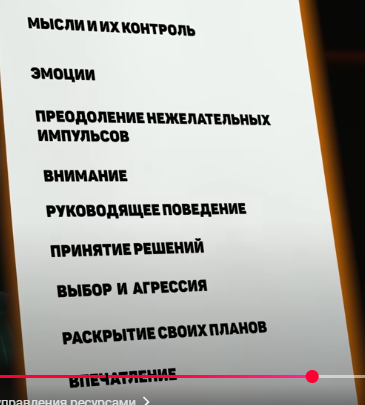 МЫСЛИ И ИХ КОНТРОЛЬ
ЭМОЦИИ
ПРЕОДОЛЕНИЕ НЕЖЕЛАТЕЛЬНЫХ
ИМПУЛЬСОВ
ВНИМАНИЕ
РУКОВОДЯЩЕЕ ПОВЕДЕНИЕ
ПРИНЯТИЕ РЕШЕНИЙ
ВЫБОР И АГРЕССИЯ
РАСКРЫТИЕ СВОИХ ПЛАНОВ
ВПЕЧАТЛЕНИЕ
управления ресурсами